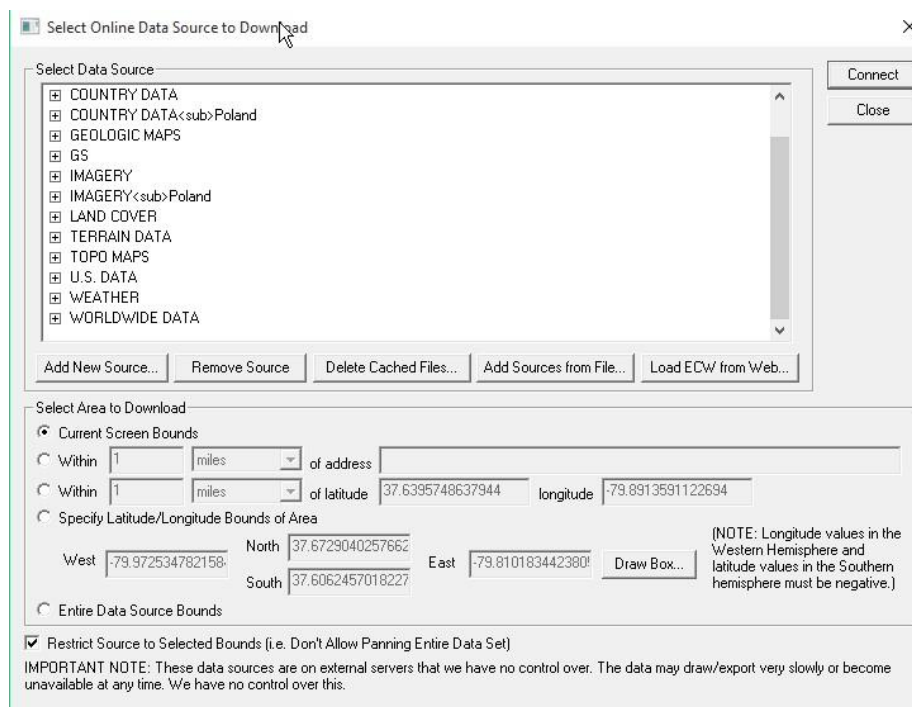 Select Online Data Source to Download
Select Data Source
COUNTRY DATA
COUNTRY DATA<sub>Poland
GEOLOGIC MAPS
GS
IMAGERY
IMAGERY<sub>Poland
LAND COVER
TERRAIN DATA
TOPO MAPS
U.S. DATA
WEATHER
WORLDWIDE DATA
Connect
Close
Add New Source... Remove Source Delete Cached Files... Add Sources from File... Load ECW from Web...
Select Area to Download
Current Screen Bounds
Within 1 miles of address
Within 1 miles of latitude 37.6395748637944 longitude -79.8913591122694
Specify Latitude/Longitude Bounds of Area
West -79.972534782158 North 37.6729040257662 South 37.6062457018227 East -79.810183442380 Draw Box...
(NOTE: Longitude values in the
Western Hemisphere and
latitude values in the Southern
hemisphere must be negative.)
Entire Data Source Bounds
Restrict Source to Selected Bounds (i.e. Don't Allow Panning Entire Data Set)
IMPORTANT NOTE: These data sources are on external servers that we have no control over. The data may draw/export very slowly or become
unavailable at any time. We have no control over this.